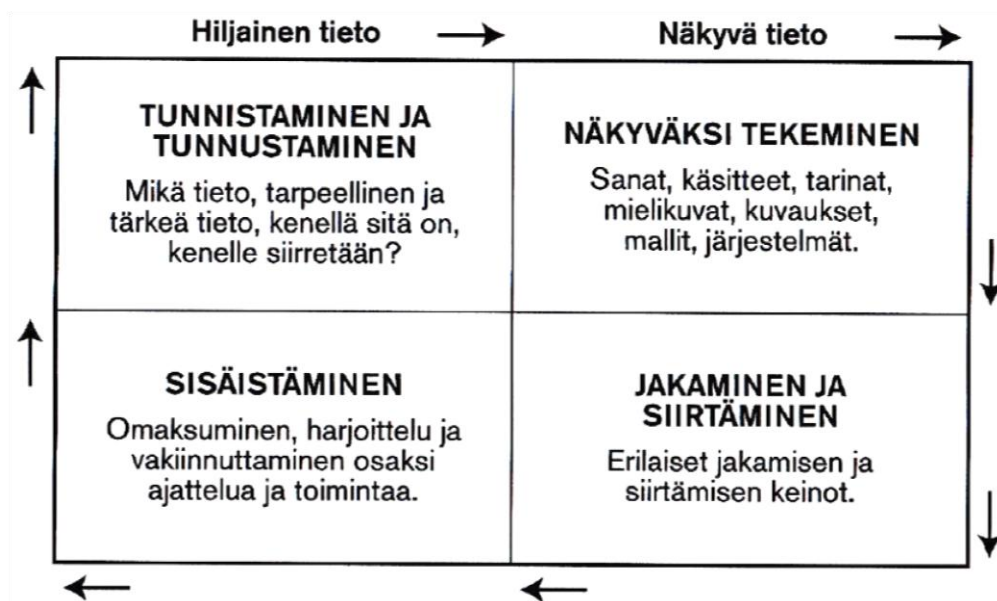 Hiljainen tieto
Näkyvä tieto
TUNNISTAMINEN JA
TUNNUSTAMINEN
Mikä tieto, tarpeellinen ja
tärkeä tieto, kenellä sitä on,
kenelle siirretään?
NÄKYVÄKSI TEKEMINEN
Sanat, käsitteet, tarinat,
mielikuvat, kuvaukset,
mallit, järjestelmät.
SISÄISTÄMINEN
Omaksuminen, harjoittelu ja
vakiinnuttaminen osaksi
ajattelua ja toimintaa.
JAKAMINEN JA
SIIRTÄMINEN
Erilaiset jakamisen ja
siirtämisen keinot.